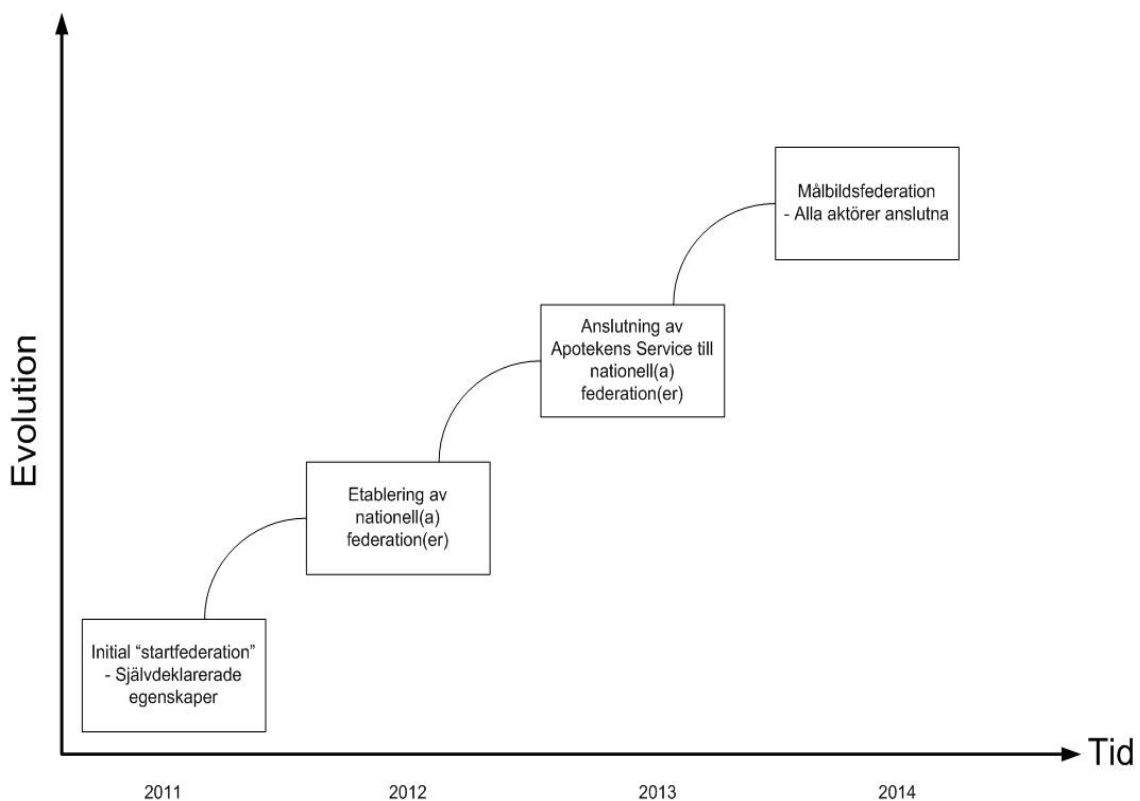 Evolution
Målbildsfederation
- Alla aktörer anslutna
Anslutning av
Apotekens Service till
nationell(a)
federation(er)
Etablering av
nationell(a)
federation(er)
Initial “startfederation”
- Självdeklarerade
egenskaper
Tid
2011
2012
2013
2014